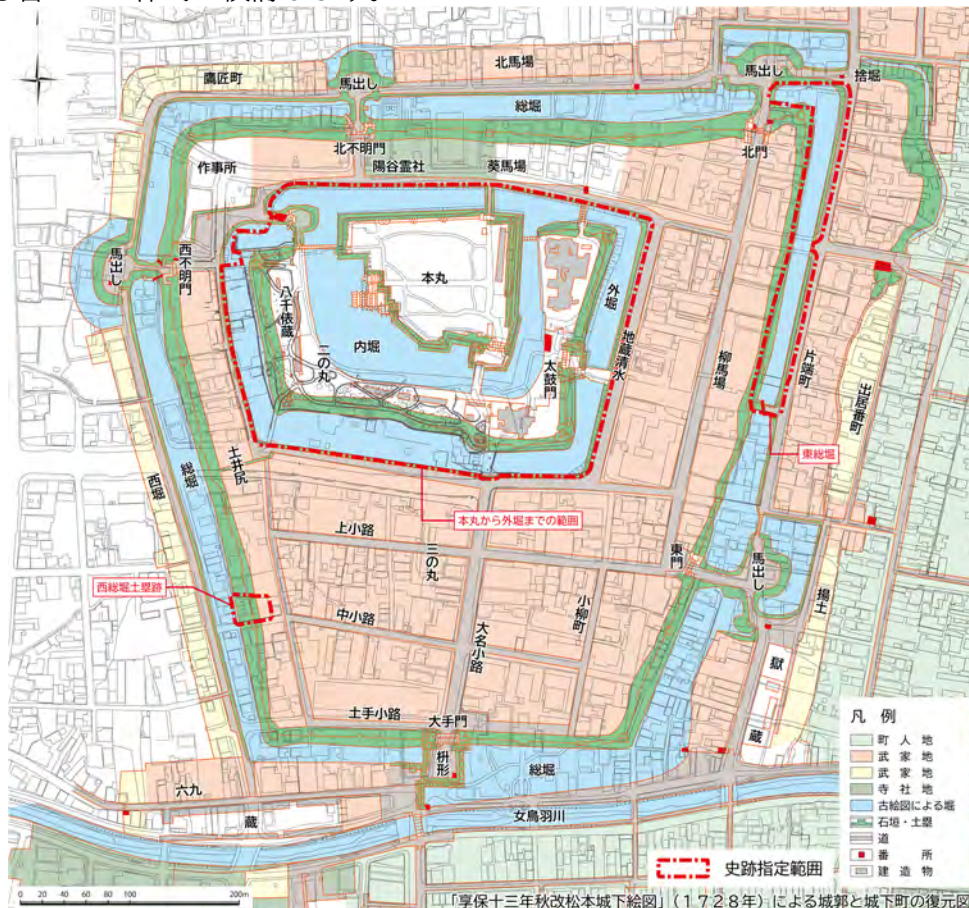 鷹匠町
馬出し
北馬場
馬出し
捨堀
総堀
北不明門
北門
作事所
陽谷霊社
葵馬場
馬出し
西不明門
本丸
外堀
八千俵蔵
内堀
二の丸
太鼓門
地蔵清水
柳馬場
片端町
出居番町
東総堀
西堀
総堀
土井尻
本丸から外堀までの範囲
上小路
三の丸
東門
馬出し
西総堀土塁跡
中小路
大名小路
小柳町
揚土
獄
蔵
土手小路
大手門
枡形
総堀
六九
蔵
女鳥羽川
凡 例
町 人 地
武 家 地
武 家 地
寺 社 地
古絵図による堀
石垣・土塁
道
番 所
建 造 物
史跡指定範囲
0 20 40 60 80 100 200m
「享保十三年秋改松本城下絵図」(1728年)による城郭と城下町の復元図